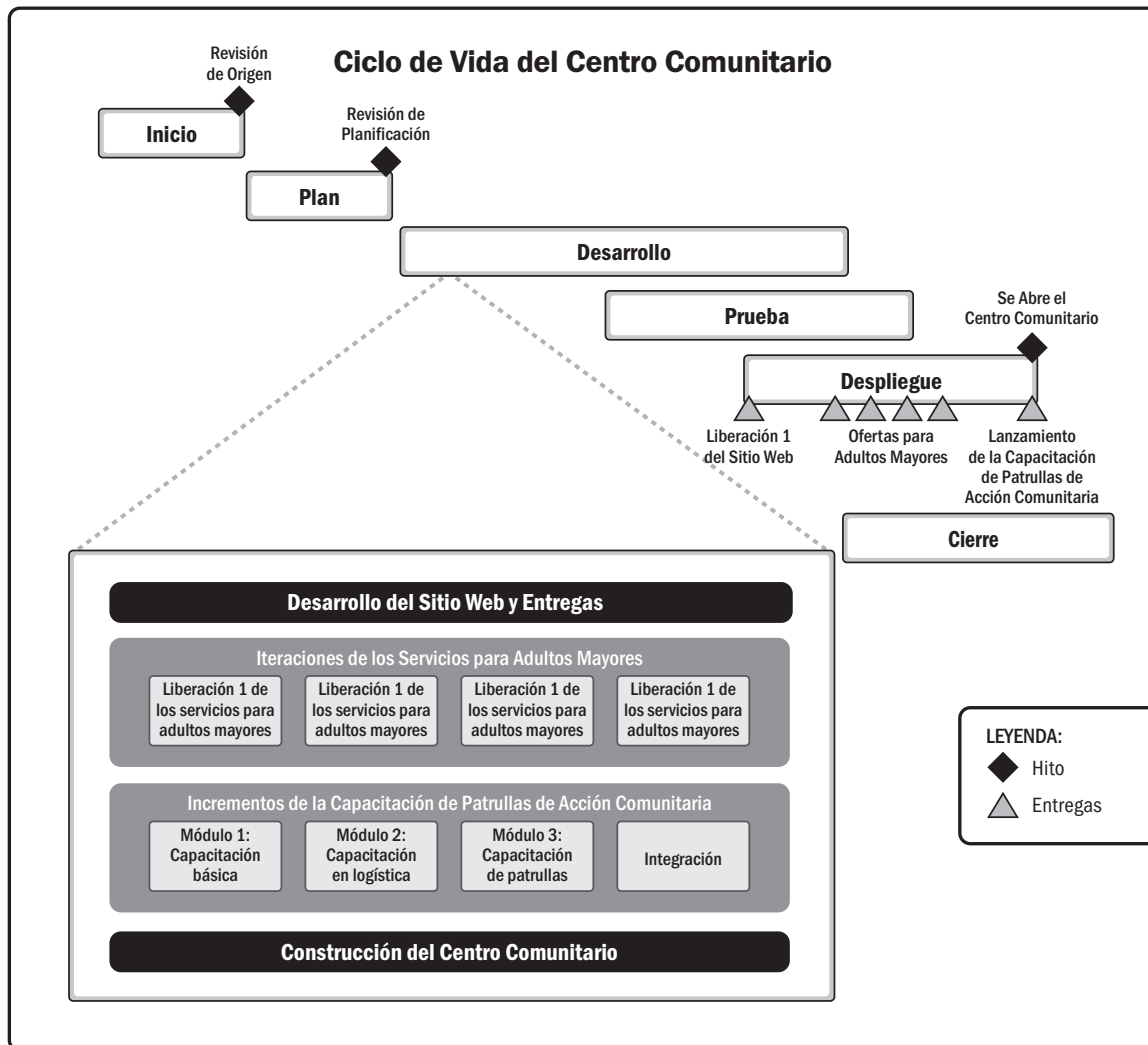 Ciclo de Vida del Centro Comunitario
Revisión
de Origen
Inicio
Revisión de
Planificación
Plan
Desarrollo
Prueba
Se Abre el
Centro Comunitario
Despliegue
Liberación 1
del Sitio Web
Ofertas para
Adultos Mayores
Lanzamiento
de la Capacitación
de Patrullas de
Acción Comunitaria
Cierre
Desarrollo del Sitio Web y Entregas
Iteraciones de los Servicios para Adultos Mayores
Liberación 1 de
los servicios para
adultos mayores
Liberación 1 de
los servicios para
adultos mayores
Liberación 1 de
los servicios para
adultos mayores
Liberación 1 de
los servicios para
adultos mayores
Incrementos de la Capacitación de Patrullas de Acción Comunitaria
Módulo 1:
Capacitación
básica
Módulo 2:
Capacitación
en logística
Módulo 3:
Capacitación
de patrullas
Integración
Construcción del Centro Comunitario
LEYENDA:
Hito
Entregas